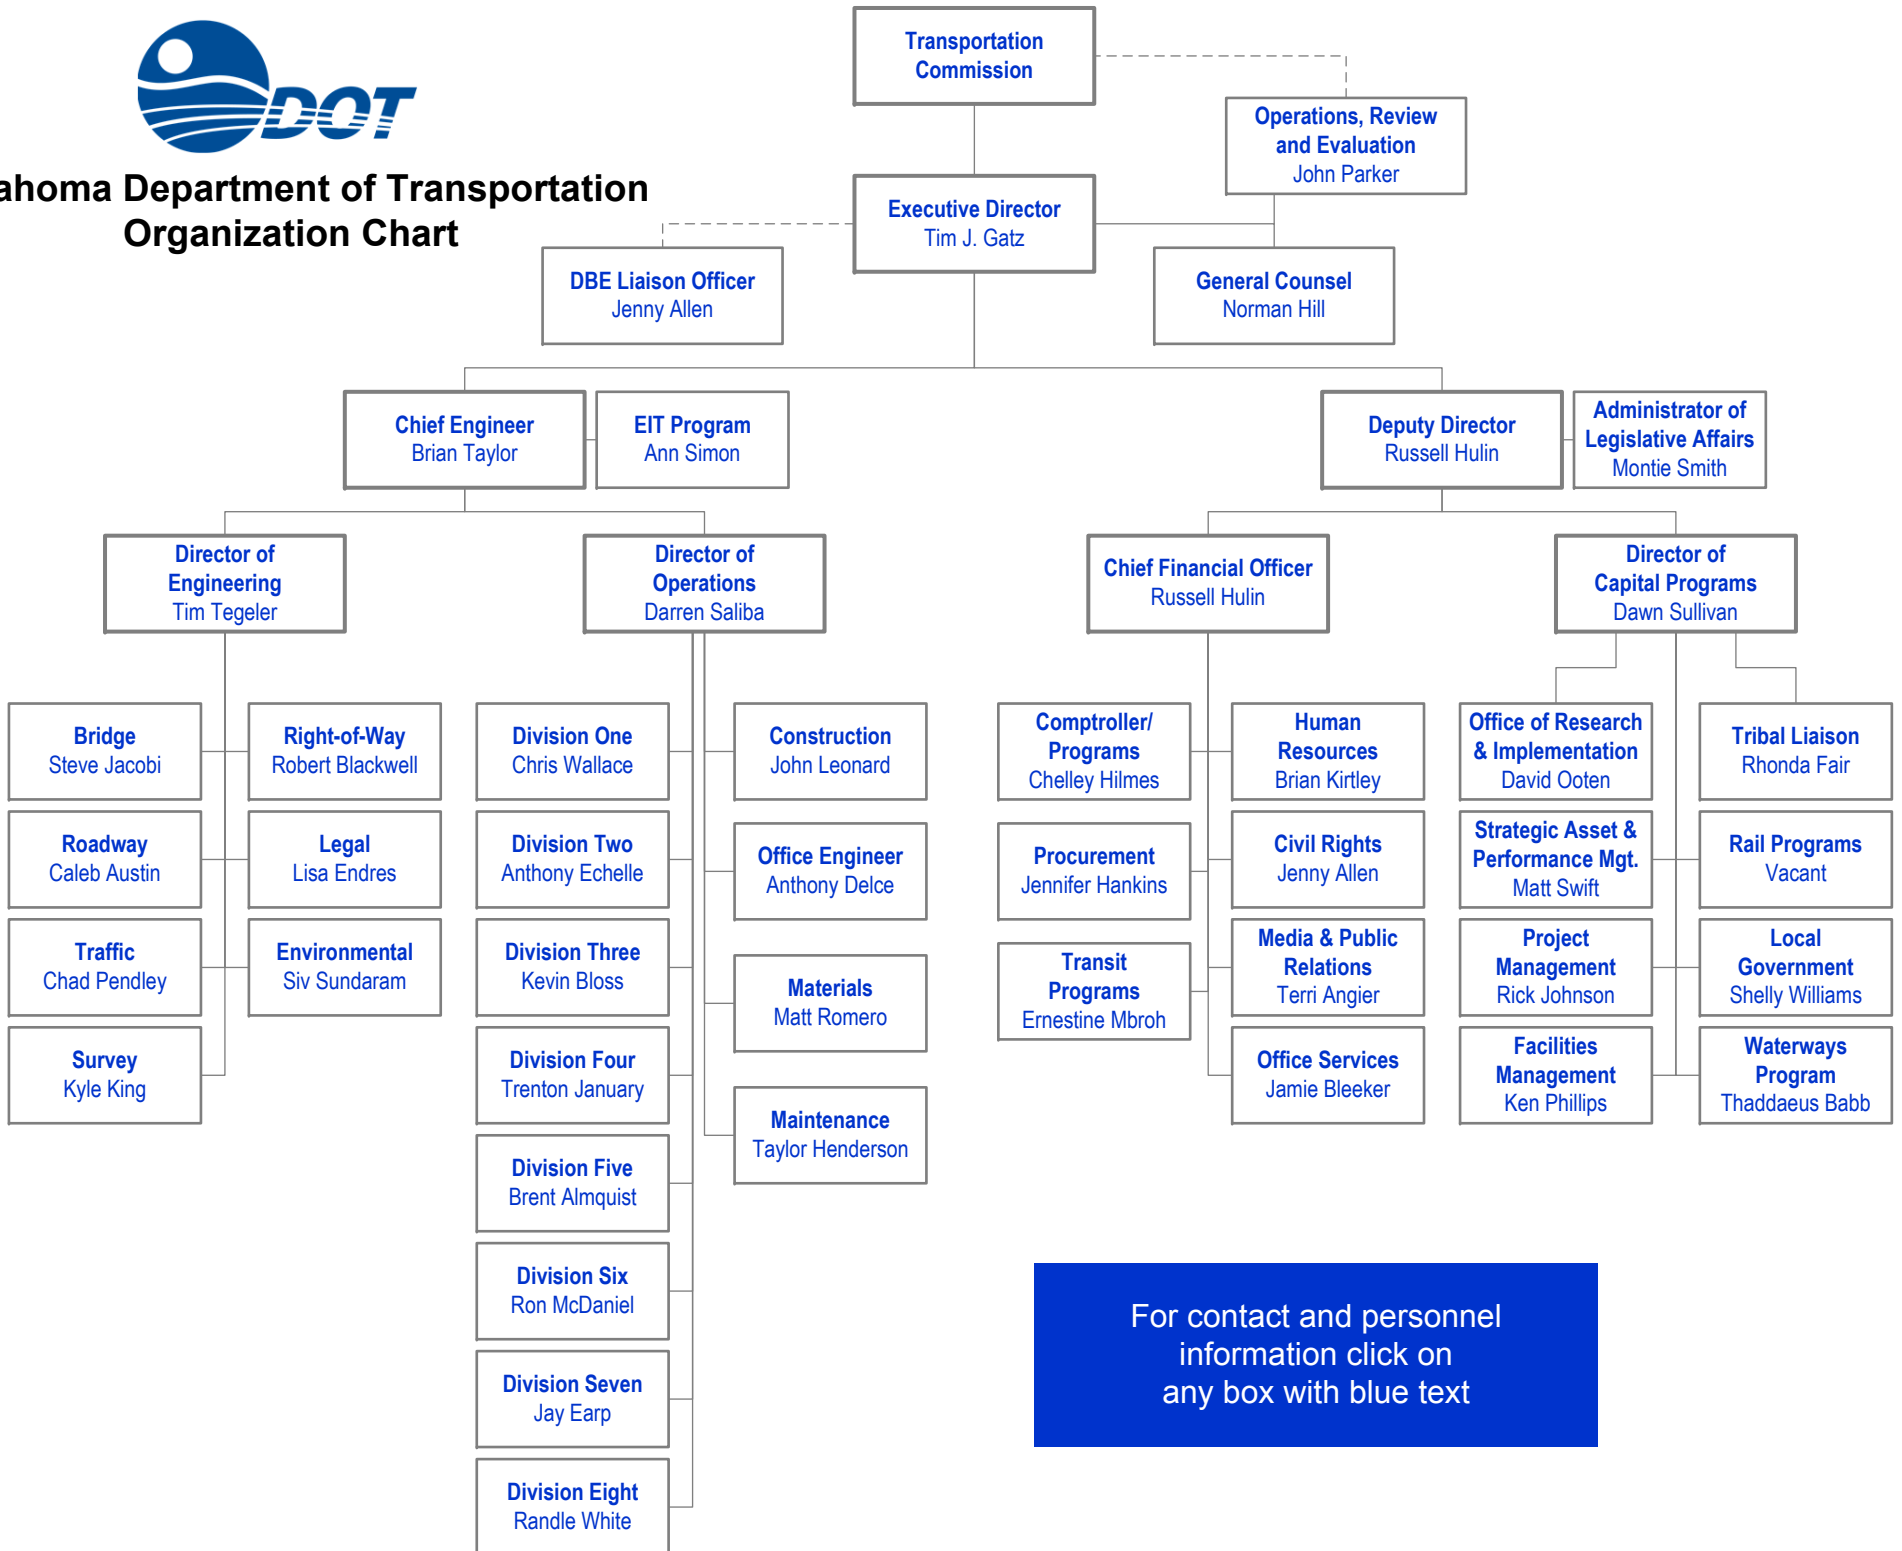 DOT
ahoma Department of Transportation
Organization Chart
Transportation
Commission
Operations, Review
and Evaluation
John Parker
Executive Director
Tim J. Gatz
DBE Liaison Officer
Jenny Allen
General Counsel
Norman Hill
Chief Engineer
Brian Taylor
EIT Program
Ann Simon
Deputy Director
Russell Hulin
Administrator of
Legislative Affairs
Montie Smith
Director of
Engineering
Tim Tegeler
Director of
Operations
Darren Saliba
Chief Financial Officer
Russell Hulin
Director of
Capital Programs
Dawn Sullivan
Bridge
Steve Jacobi
Right-of-Way
Robert Blackwell
Roadway
Caleb Austin
Legal
Lisa Endres
Traffic
Chad Pendley
Environmental
Siv Sundaram
Survey
Kyle King
Division One
Chris Wallace
Division Two
Anthony Echelle
Division Three
Kevin Bloss
Division Four
Trenton January
Division Five
Brent Almquist
Division Six
Ron McDaniel
Division Seven
Jay Earp
Division Eight
Randle White
Construction
John Leonard
Office Engineer
Anthony Delce
Materials
Matt Romero
Maintenance
Taylor Henderson
Comptroller/
Programs
Chelley Hilmes
Procurement
Jennifer Hankins
Transit
Programs
Ernestine Mbroh
Human
Resources
Brian Kirtley
Civil Rights
Jenny Allen
Media & Public
Relations
Terri Angier
Office Services
Jamie Bleeker
Office of Research
& Implementation
David Ooten
Strategic Asset &
Performance Mgt.
Matt Swift
Project
Management
Rick Johnson
Facilities
Management
Ken Phillips
Tribal Liaison
Rhonda Fair
Rail Programs
Vacant
Local
Government
Shelly Williams
Waterways
Program
Thaddaeus Babb
For contact and personnel
information click on
any box with blue text